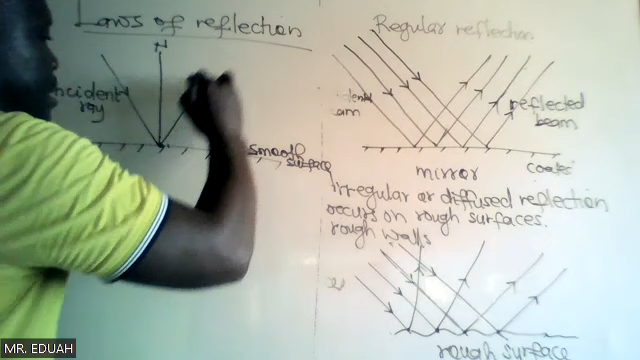 Laws of reflection
N
incident
ray
smooth
surface
Regular reflection
reflected
beam
mirror
Irregular or diffused reflection
occurs on rough surfaces.
rough walls
rough surface
MR. EDUAH